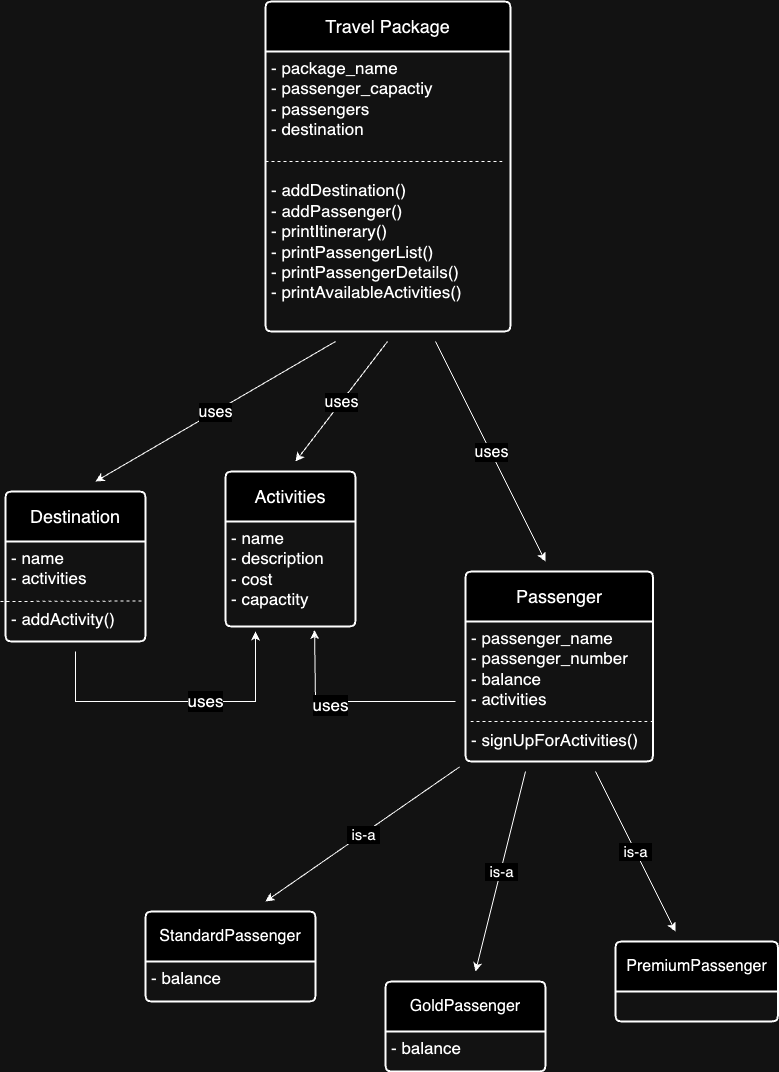 Travel Package
- package_name
- passenger_capactiy
- passengers
- destination
- addDestination()
- addPassenger()
- printItinerary()
- printPassengerList()
- printPassengerDetails()
- printAvailableActivities()
uses
uses
uses
Destination
- name
- activities
- addActivity()
Activities
- name
- description
- cost
- capactity
Passenger
- passenger_name
- passenger_number
- balance
- activities
- signUpForActivities()
uses
uses
is-a
is-a
is-a
StandardPassenger
- balance
GoldPassenger
- balance
PremiumPassenger